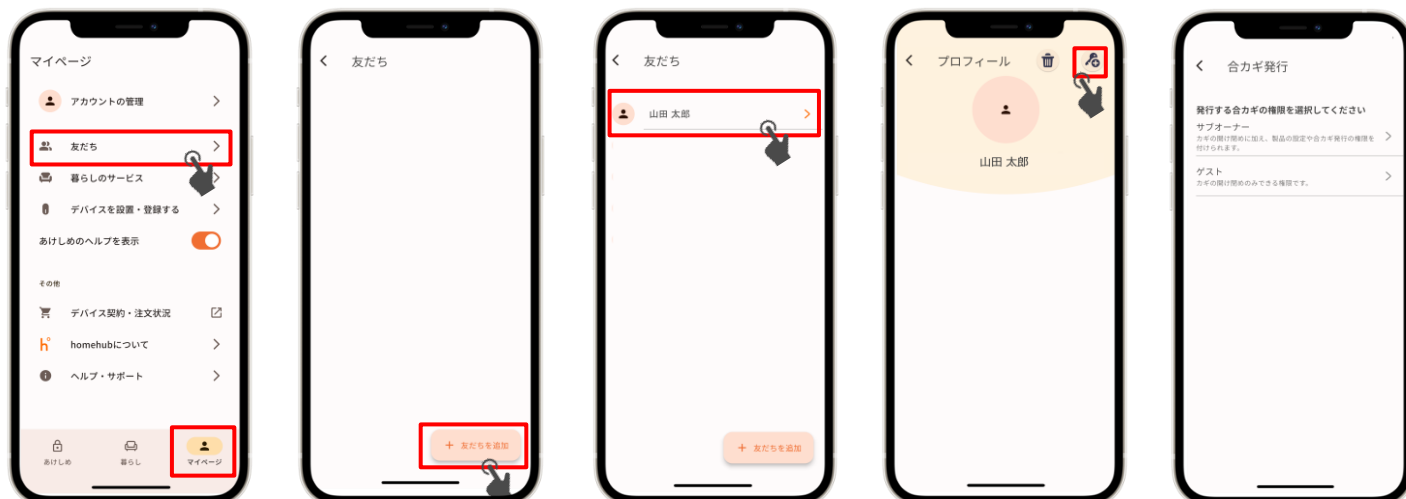 マイページ
アカウントの管理
友だち
暮らしのサービス
デバイスを設置・登録する
あけしめのヘルプを表示
その他
デバイス契約・注文状況
homehubについて
ヘルプ・サポート
あけしめ
暮らし
マイページ
友だち
+ 友だちを追加
友だち
山田 太郎
+ 友だちを追加
プロフィール
山田 太郎
合カギ発行
発行する合カギの権限を選択してください
サブオーナー
カギの開け閉めに加え、製品の設定や合カギ発行の権限を
付けられます。
ゲスト
カギの開け閉めのみできる権限です。